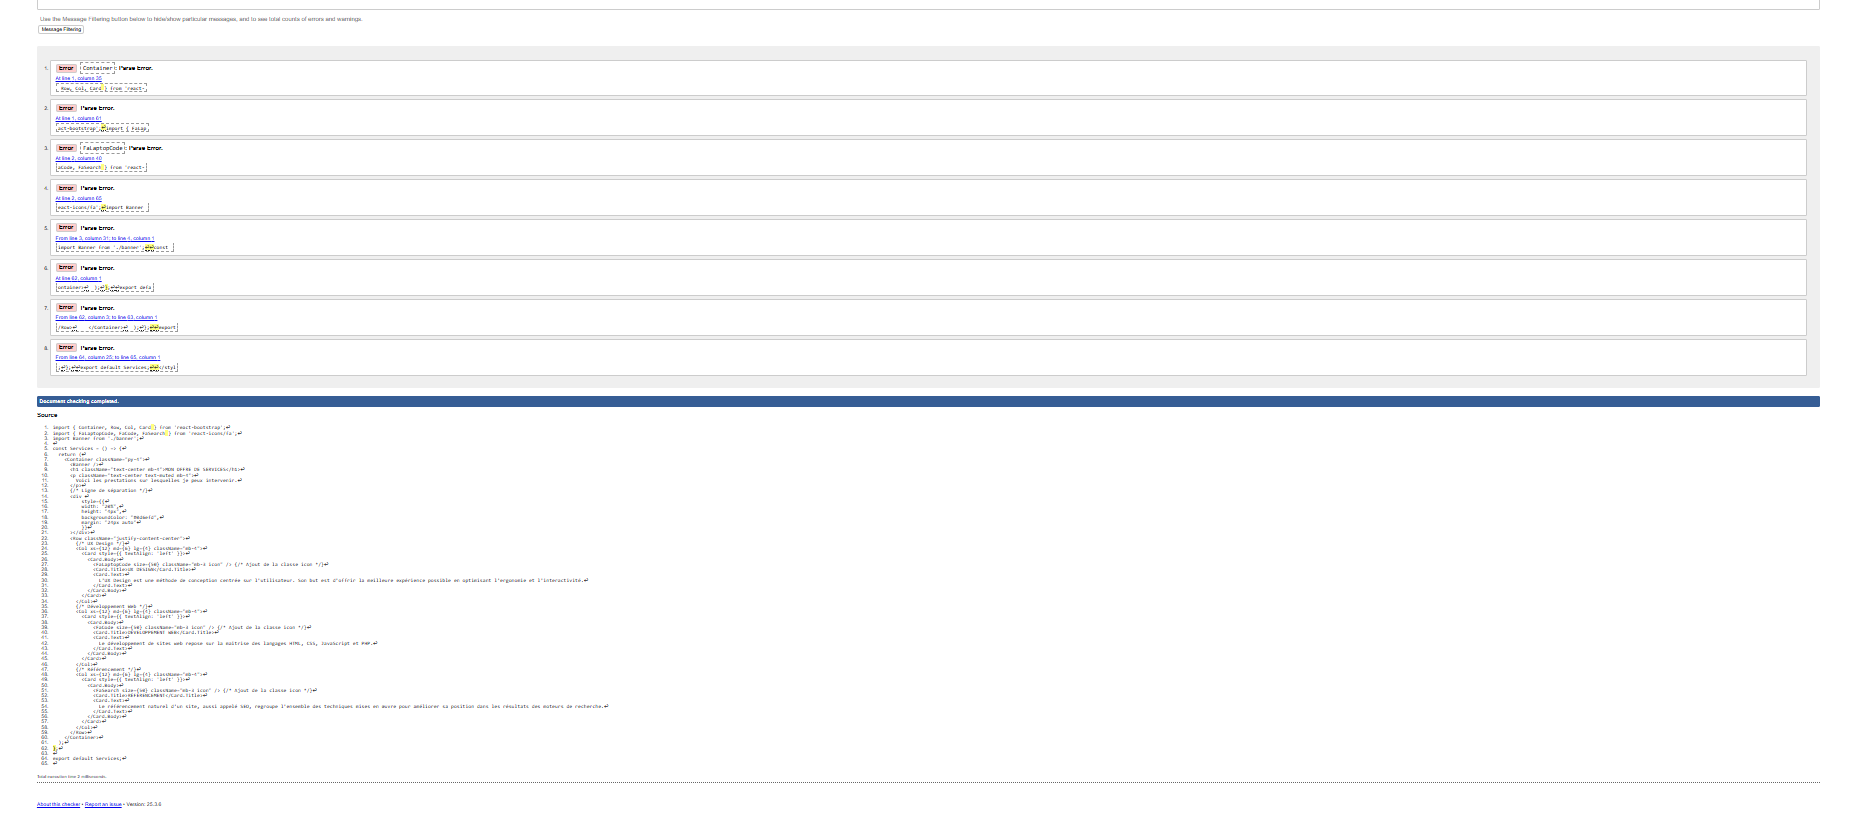 Use the Message Filtering button below to hide/show particular messages, and to see total counts of errors and warnings.
Message Filtering
1. Error { Container : Parse Error.
At line 1, column 35
, Row, Col, Card } from 'react-
2. Error Parse Error.
At line 1, column 61
act-bootstrap';↩import { FaLap
3. Error { FaLaptopCode : Parse Error.
At line 2, column 40
aCode, FaSearch } from 'react-
4. Error Parse Error.
At line 2, column 65
eact-icons/fa';↩import Banner
5. Error Parse Error.
From line 3, column 31; to line 4, column 1
import Banner from './banner';↩↩const
6. Error Parse Error.
At line 62, column 1
ontainer>↩  );↩};↩↩export defa
7. Error Parse Error.
From line 62, column 3; to line 63, column 1
/Row>↩    </Container>↩  );↩};↩↩export
8. Error Parse Error.
From line 64, column 25; to line 65, column 1
;↩};↩↩export default Services;↩↩</styl
Document checking completed.
Source
1. import { Container, Row, Col, Card } from 'react-bootstrap';↩
2. import { FaLaptopCode, FaCode, FaSearch } from 'react-icons/fa';↩
3. import Banner from './banner';↩
4. ↩
5. const Services = () => {↩
6. return (↩
7. <Container className="py-4">↩
8. <Banner />↩
9. <h1 className="text-center mb-4">MON OFFRE DE SERVICES</h1>↩
10. <p className="text-center text-muted mb-4">↩
11. Voici les prestations sur lesquelles je peux intervenir.↩
12. </p>↩
13. {/* Ligne de séparation */}↩
14. <div ↩
15. style={{↩
16. width: "20%",↩
17. height: "4px",↩
18. backgroundColor: "#0d6efd",↩
19. margin: "24px auto"↩
20. }}↩
21. ></div>↩
22. <Row className="justify-content-center">↩
23. {/* UX Design */}↩
24. <Col xs={12} md={6} lg={4} className="mb-4">↩
25. <Card style={{ textAlign: 'left' }}>↩
26. <Card.Body>↩
27. <FaLaptopCode size={50} className="mb-3 icon" /> {/* Ajout de la classe icon */}↩
28. <Card.Title>UX DESIGN</Card.Title>↩
29. <Card.Text>↩
30. L'UX Design est une méthode de conception centrée sur l'utilisateur. Son but est d'offrir la meilleure expérience possible en optimisant l'ergonomie et l'interactivité.↩
31. </Card.Text>↩
32. </Card.Body>↩
33. </Card>↩
34. </Col>↩
35. {/* Développement Web */}↩
36. <Col xs={12} md={6} lg={4} className="mb-4">↩
37. <Card style={{ textAlign: 'left' }}>↩
38. <Card.Body>↩
39. <FaCode size={50} className="mb-3 icon" /> {/* Ajout de la classe icon */}↩
40. <Card.Title>DÉVELOPPEMENT WEB</Card.Title>↩
41. <Card.Text>↩
42. Le développement de sites web repose sur la maîtrise des langages HTML, CSS, JavaScript et PHP.↩
43. </Card.Text>↩
44. </Card.Body>↩
45. </Card>↩
46. </Col>↩
47. {/* Référencement */}↩
48. <Col xs={12} md={6} lg={4} className="mb-4">↩
49. <Card style={{ textAlign: 'left' }}>↩
50. <Card.Body>↩
51. <FaSearch size={50} className="mb-3 icon" /> {/* Ajout de la classe icon */}↩
52. <Card.Title>RÉFÉRENCEMENT</Card.Title>↩
53. <Card.Text>↩
54. Le référencement naturel d'un site, aussi appelé SEO, regroupe l'ensemble des techniques mises en œuvre pour améliorer sa position dans les résultats des moteurs de recherche.↩
55. </Card.Text>↩
56. </Card.Body>↩
57. </Card>↩
58. </Col>↩
59. </Row>↩
60. </Container>↩
61. );↩
62. };↩
63. ↩
64. export default Services;↩
65. ↩
Total execution time 2 milliseconds.
About this checker • Report an issue • Version: 25.3.6